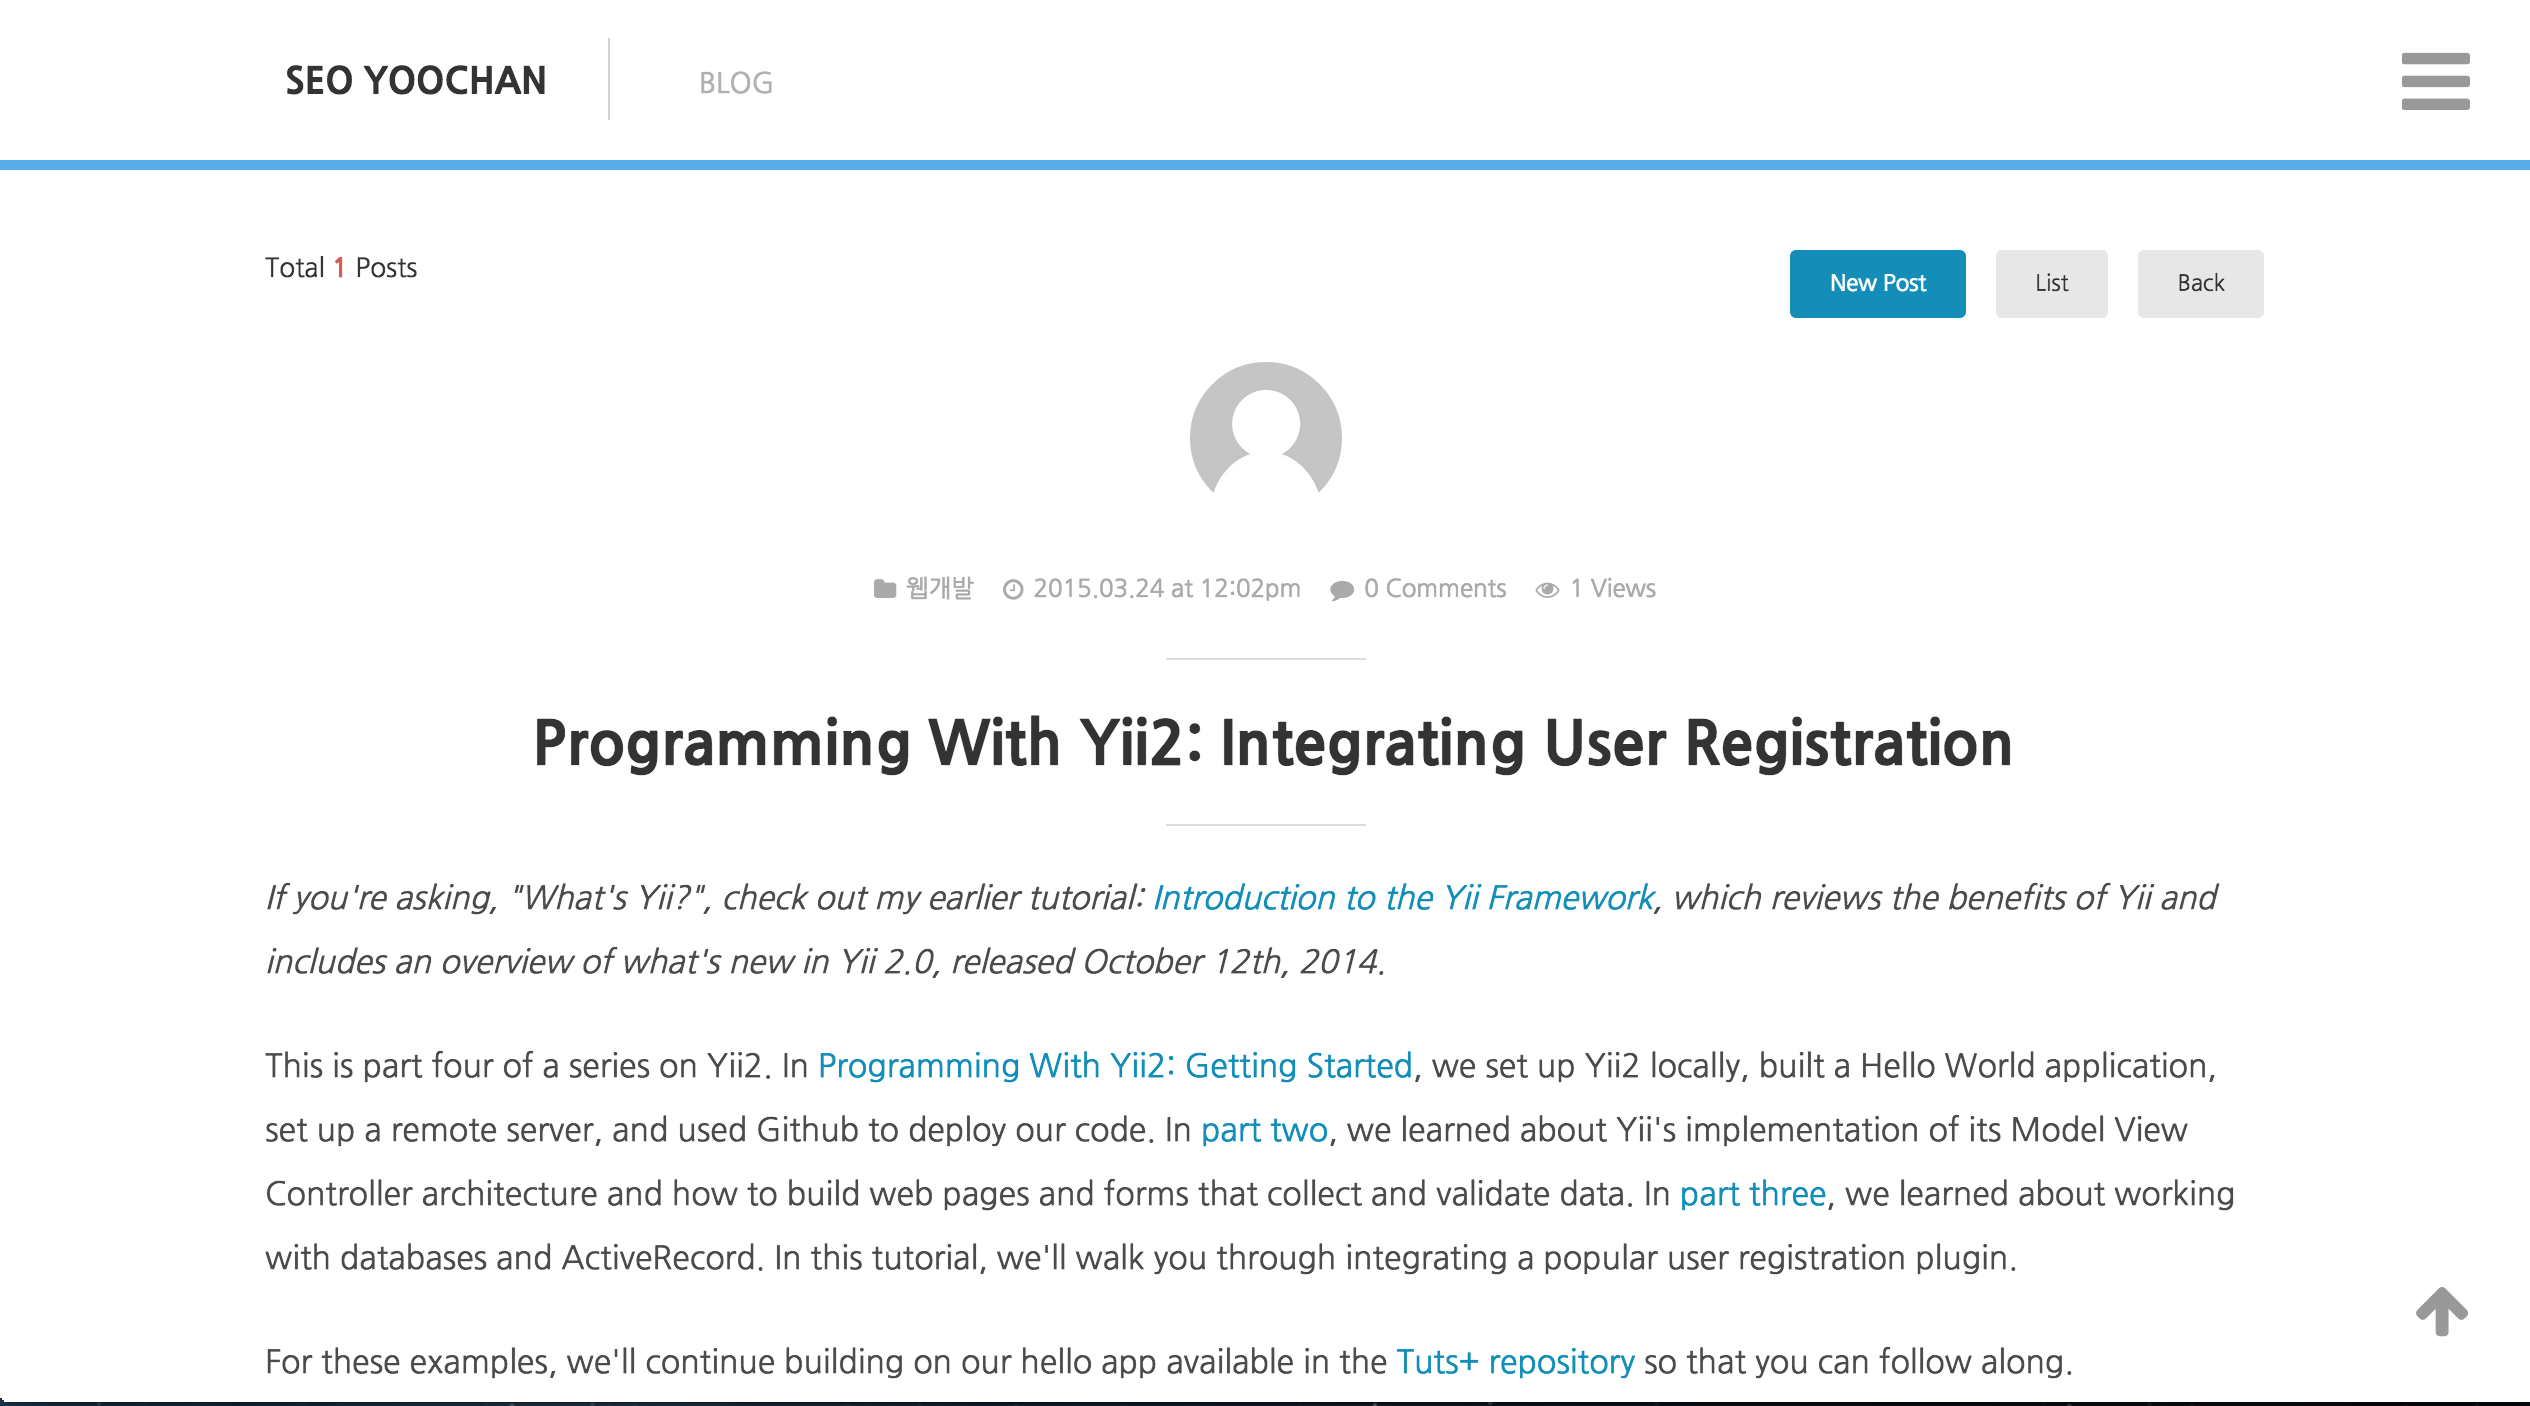 SEO YOOCHAN
BLOG
Total 1 Posts
New Post
List
Back
웹개발 2015.03.24 at 12:02pm 0 Comments 1 Views
Programming With Yii2: Integrating User Registration
If you're asking, "What's Yii?", check out my earlier tutorial: Introduction to the Yii Framework, which reviews the benefits of Yii and
includes an overview of what's new in Yii 2.0, released October 12th, 2014.
This is part four of a series on Yii2. In Programming With Yii2: Getting Started, we set up Yii2 locally, built a Hello World application,
set up a remote server, and used Github to deploy our code. In part two, we learned about Yii's implementation of its Model View
Controller architecture and how to build web pages and forms that collect and validate data. In part three, we learned about working
with databases and ActiveRecord. In this tutorial, we'll walk you through integrating a popular user registration plugin.
For these examples, we'll continue building on our hello app available in the Tuts+ repository so that you can follow along.